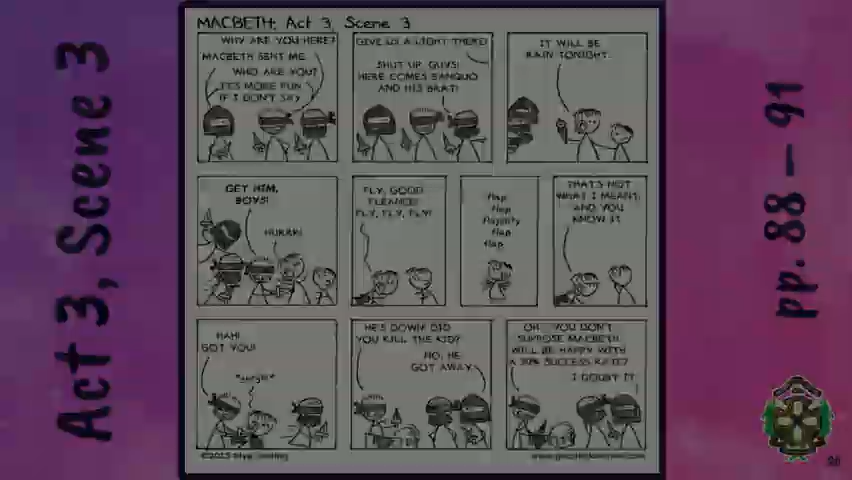 Act 3, Scene 3
MACBETH: Act 3, Scene 3
WHY ARE YOU HERE?
MACBETH SENT ME.
WHO ARE YOU?
IT'S MORE FUN
IF I DON'T SAY
GIVE US A LIGHT THERE!
SHUT UP, GUYS!
HERE COMES BANQUO
AND HIS BRAT!
IT WILL BE
RAIN TONIGHT.
GET HIM,
BOYS!
HURRK!
FLY, GOOD
FLEANCE!
FLY, FLY, FLY!
flap
flap
flappity
flap
flap
THAT'S NOT
WHAT I MEANT,
AND YOU
KNOW IT
HAH!
GOT YOU!
HE'S DOWN! DID
YOU KILL THE KID?
NO, HE
GOT AWAY.
OH... YOU DON'T
SUPPOSE MACBETH
WILL BE HAPPY WITH
A 50% SUCCESS RATE?
I DOUBT IT
©2013
pp. 88 – 91